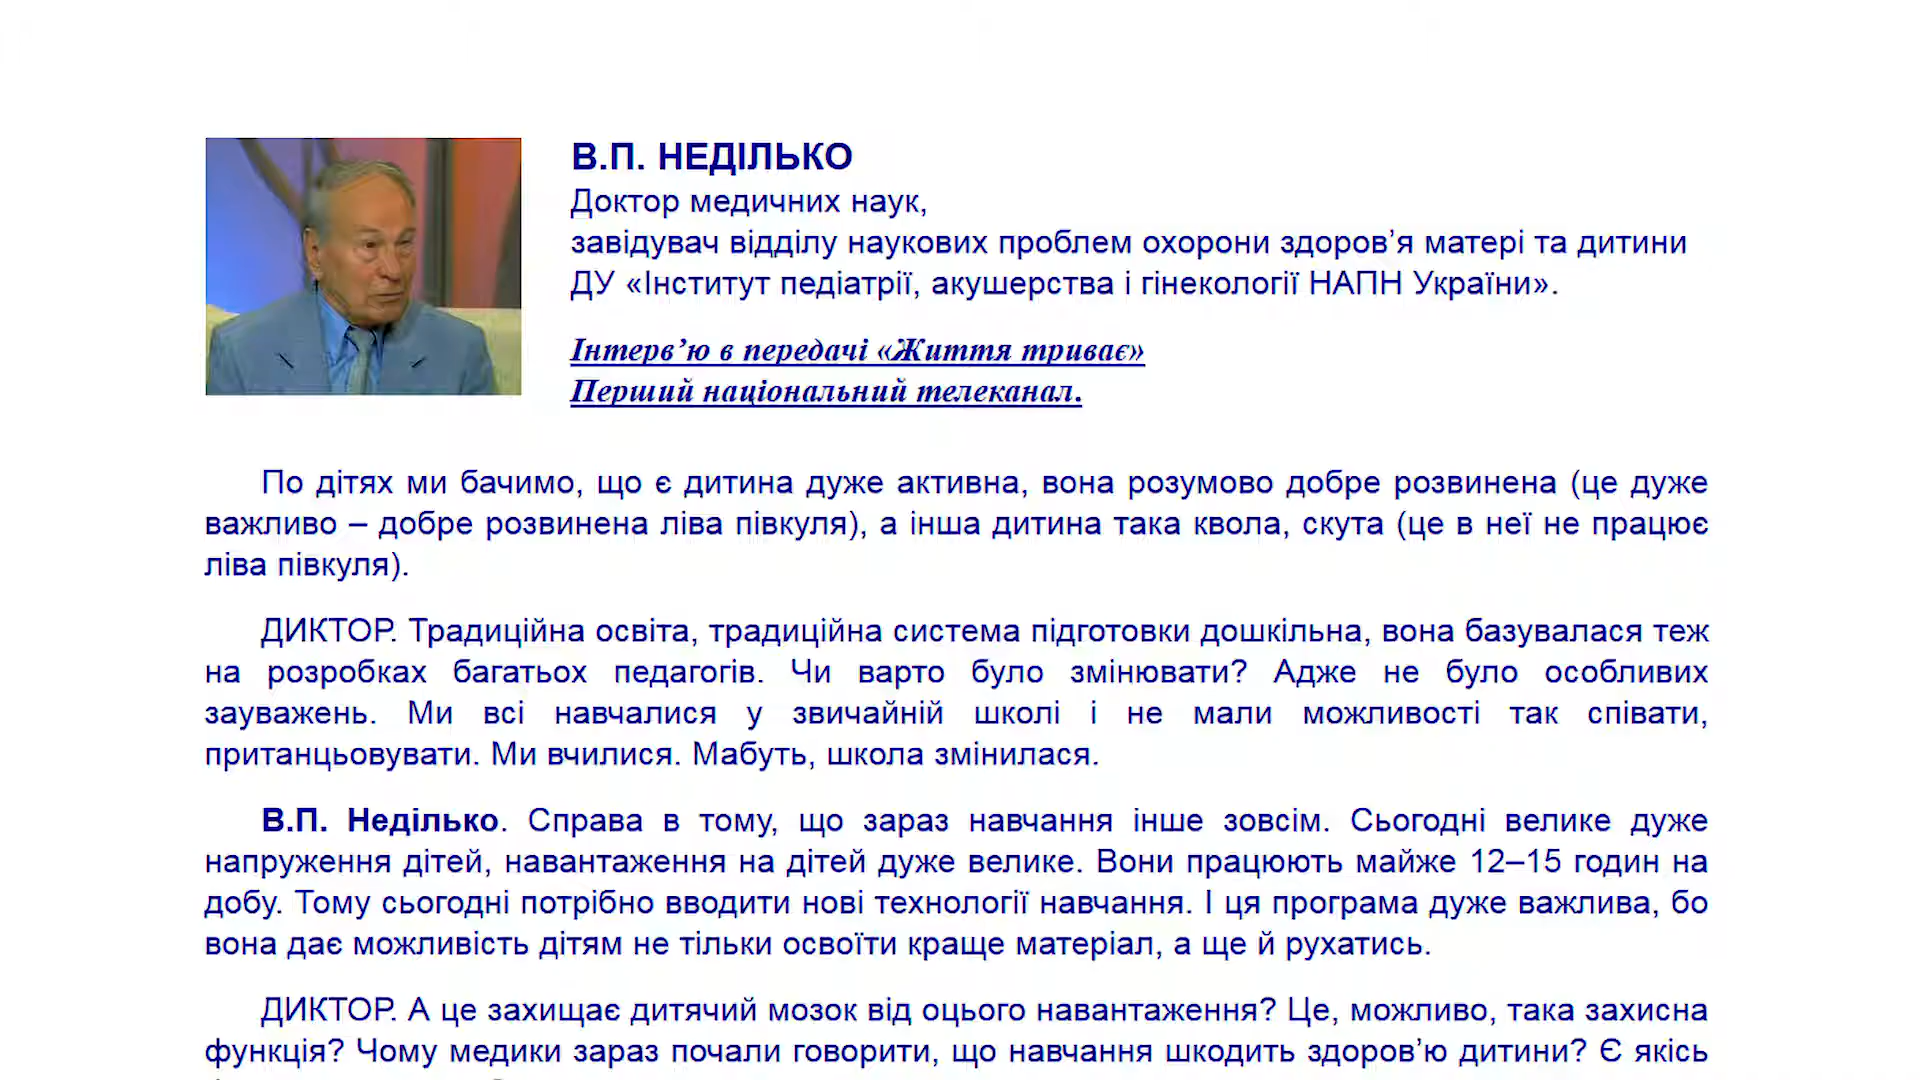 В.П. НЕДІЛЬКО
Доктор медичних наук,
завідувач відділу наукових проблем охорони здоров’я матері та дитини
ДУ «Інститут педіатрії, акушерства і гінекології НАПН України».
Інтерв’ю в передачі «Життя триває»
Перший національний телеканал.
По дітях ми бачимо, що є дитина дуже активна, вона розумово добре розвинена (це дуже
важливо – добре розвинена ліва півкуля), а інша дитина така квола, скута (це в неї не працює
ліва півкуля).
ДИКТОР. Традиційна освіта, традиційна система підготовки дошкільна, вона базувалася теж
на розробках багатьох педагогів. Чи варто було змінювати? Адже не було особливих
зауважень. Ми всі навчалися у звичайній школі і не мали можливості так співати,
пританцьовувати. Ми вчилися. Мабуть, школа змінилася.
В.П. Неділько. Справа в тому, що зараз навчання інше зовсім. Сьогодні велике дуже
напруження дітей, навантаження на дітей дуже велике. Вони працюють майже 12–15 годин на
добу. Тому сьогодні потрібно вводити нові технології навчання. І ця програма дуже важлива, бо
вона дає можливість дітям не тільки освоїти краще матеріал, а ще й рухатись.
ДИКТОР. А це захищає дитячий мозок від оцього навантаження? Це, можливо, така захисна
функція? Чому медики зараз почали говорити, що навчання шкодить здоров’ю дитини? Є якісь